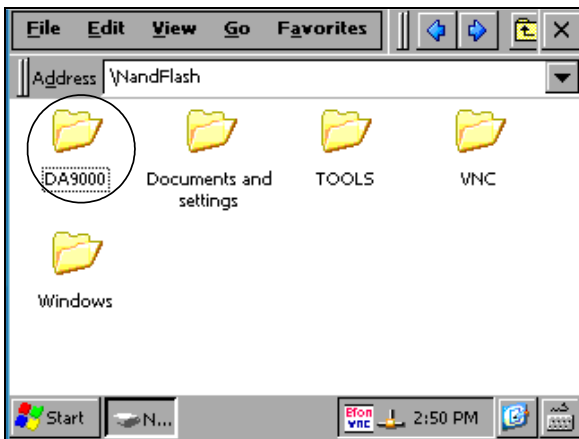 File Edit View Go Favorites
Address \NandFlash
DA9000 Documents and settings TOOLS VNC
Windows
Start N... Efon VNC 2:50 PM